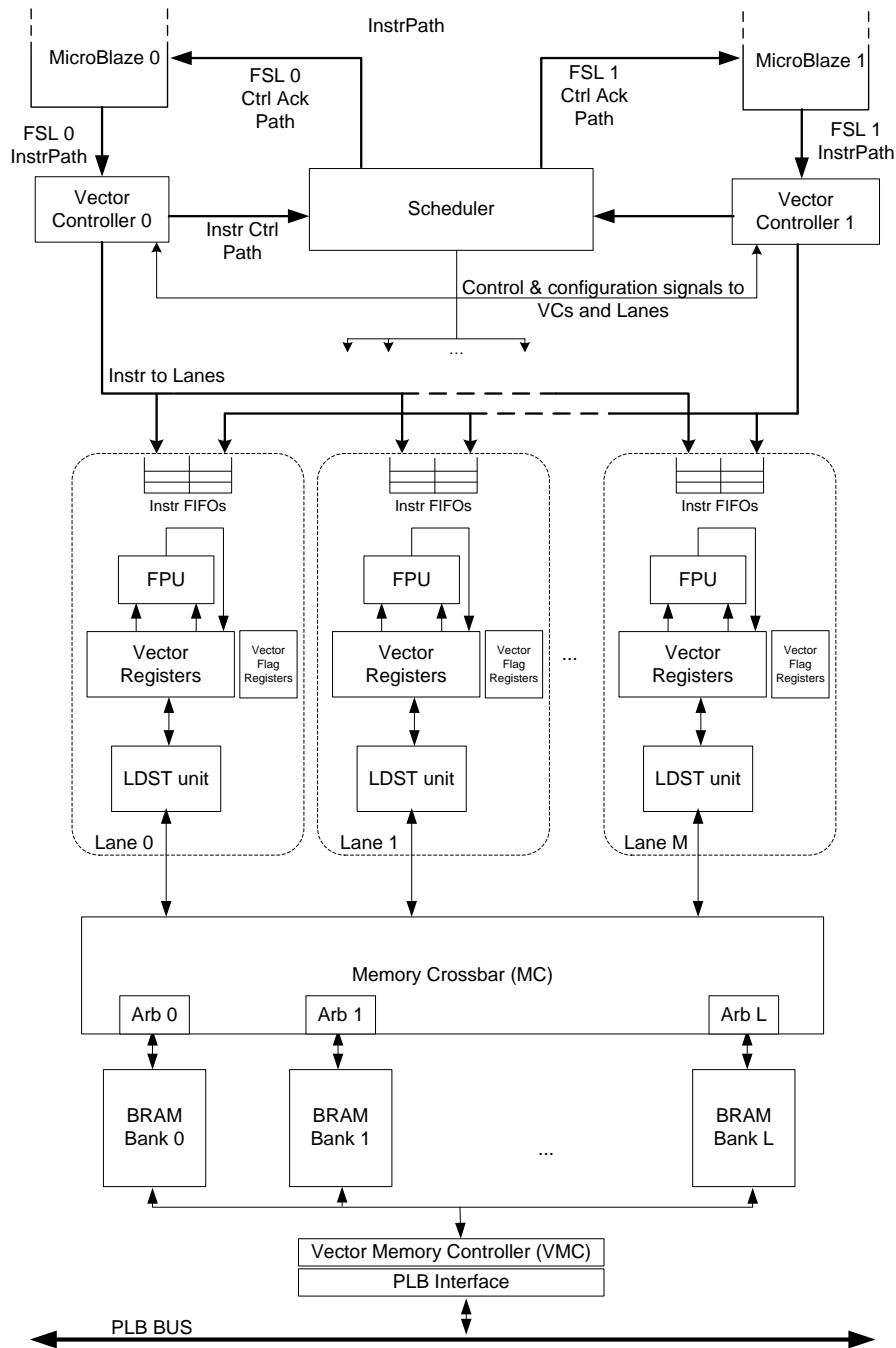 InstrPath
MicroBlaze 0
MicroBlaze 1
FSL 0
Ctrl Ack
Path
FSL 1
Ctrl Ack
Path
FSL 0
InstrPath
FSL 1
InstrPath
Vector
Controller 0
Scheduler
Vector
Controller 1
Instr Ctrl
Path
Control & configuration signals to
VCs and Lanes
...
Instr to Lanes
Instr FIFOs
Instr FIFOs
Instr FIFOs
FPU
FPU
FPU
Vector
Registers
Vector
Flag
Registers
Vector
Registers
Vector
Flag
Registers
...
Vector
Registers
Vector
Flag
Registers
LDST unit
LDST unit
LDST unit
Lane 0
Lane 1
Lane M
Memory Crossbar (MC)
Arb 0
Arb 1
Arb L
BRAM
Bank 0
BRAM
Bank 1
...
BRAM
Bank L
Vector Memory Controller (VMC)
PLB Interface
PLB BUS